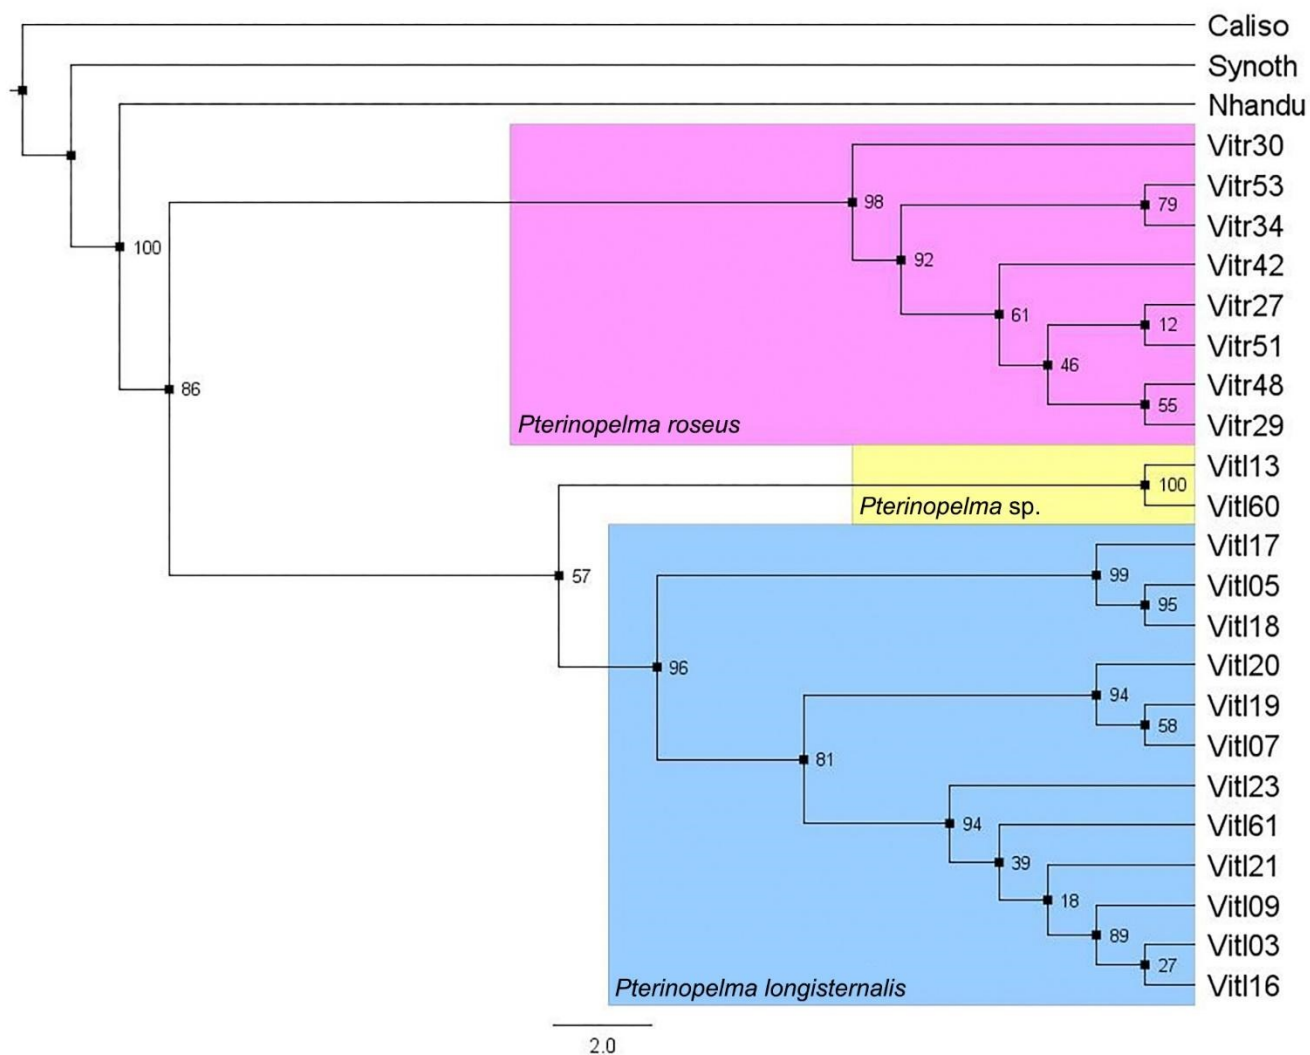 Caliso
Synoth
Nhandu
Vitr30
98
Vitr53
79
Vitr34
92
Vitr42
100
61
Vitr27
12
Vitr51
46
Vitr48
86
55
Vitr29
Pterinopelma roseus
Vitl13
100
Vitl60
Pterinopelma sp.
Vitl17
57
99
Vitl05
95
Vitl18
96
Vitl20
94
Vitl19
58
Vitl07
81
Vitl23
94
Vitl61
39
Vitl21
18
Vitl09
89
Vitl03
27
Vitl16
Pterinopelma longisternalis
2.0